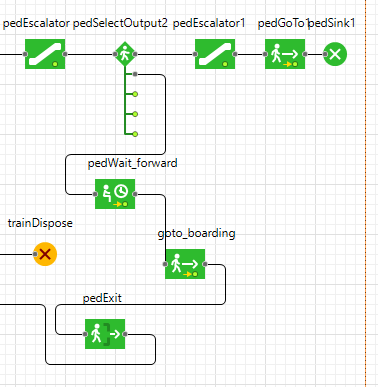 pedEscalator pedSelectOutput2 pedEscalator1 pedGoTo1 pedSink1
pedWait_forward
trainDispose
goto_boarding
pedExit